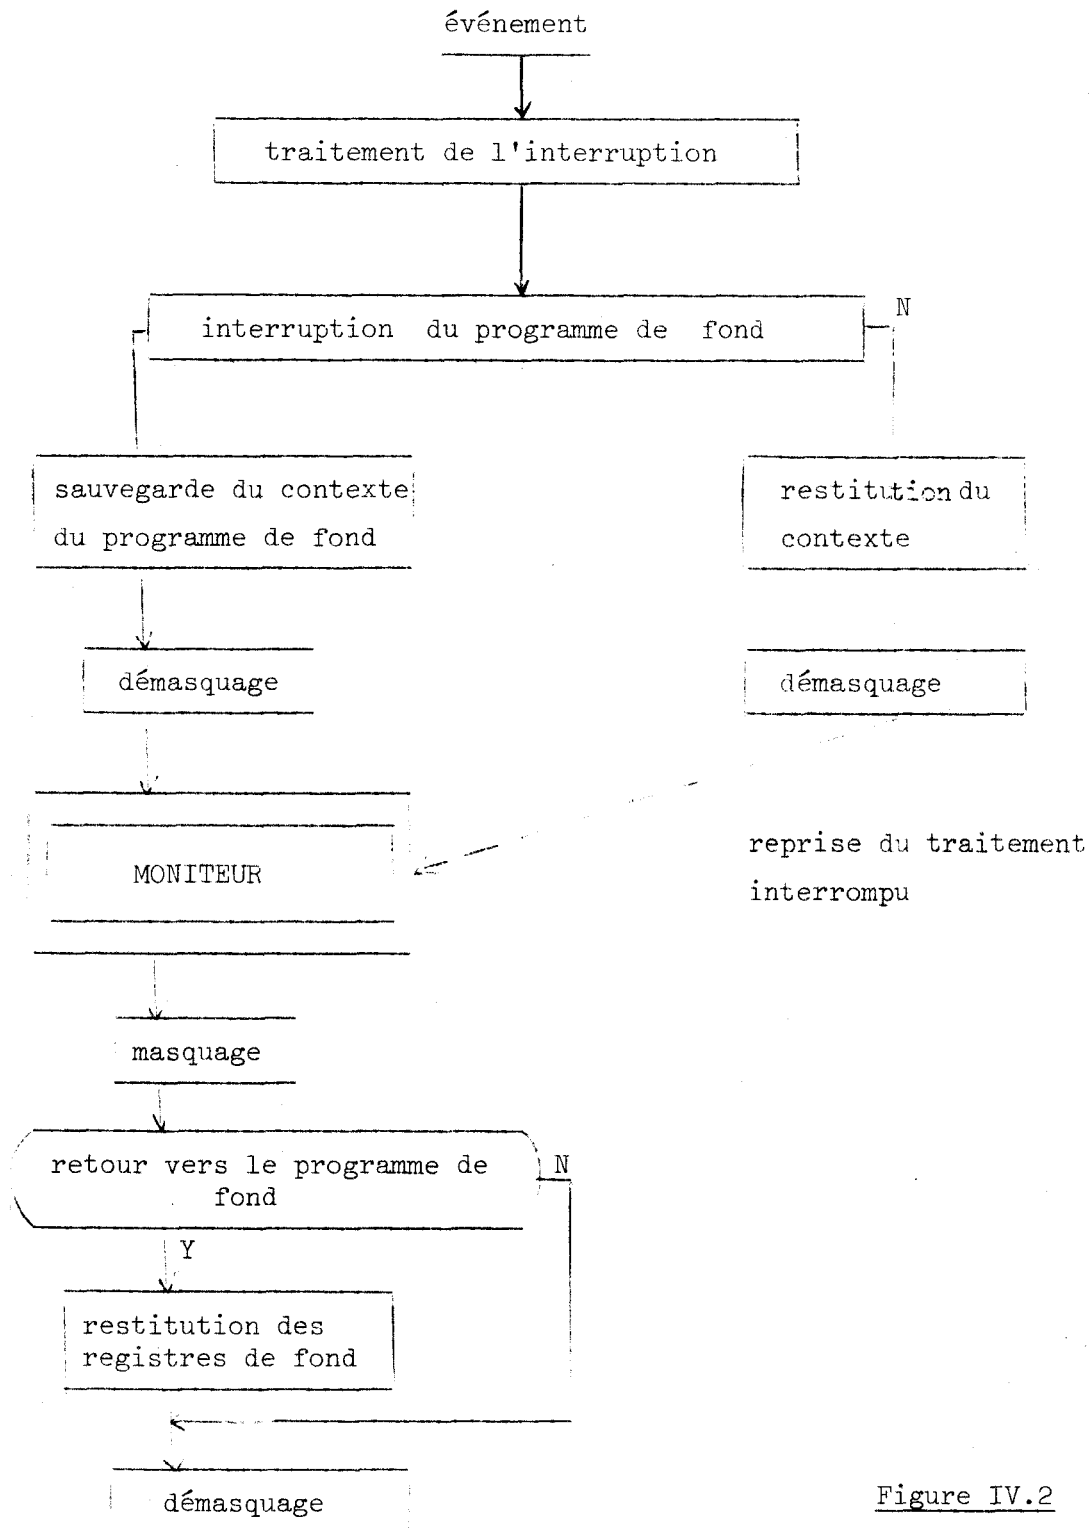 événement
traitement de l'interruption
interruption du programme de fond
N
sauvegarde du contexte
du programme de fond
restitution du
contexte
démasquage
démasquage
MONITEUR
reprise du traitement
interrompu
masquage
retour vers le programme de
fond
N
Y
restitution des
registres de fond
démasquage
Figure IV.2